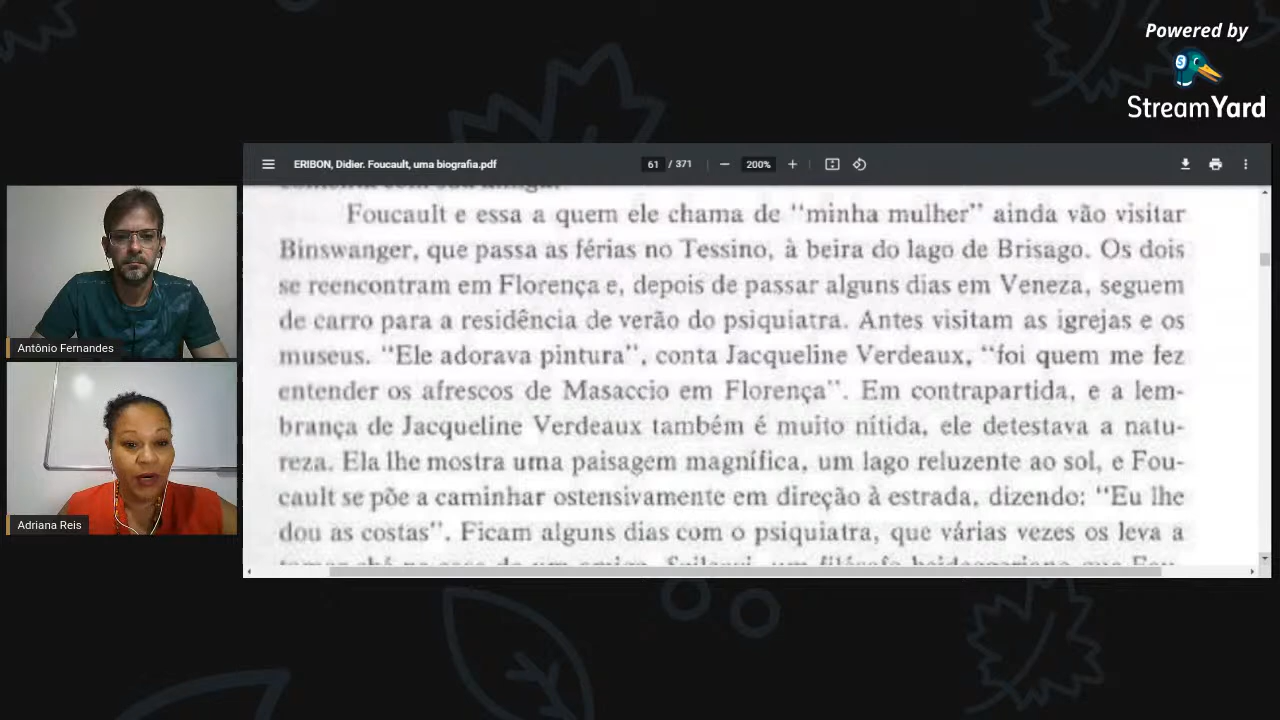 Powered by
StreamYard
ERIBON, Didier. Foucault, uma biografia.pdf
61 / 371
200%
Foucault e essa a quem ele chama de “minha mulher” ainda vão visitar
Binswanger, que passa as férias no Tessino, à beira do lago de Brisago. Os dois
se reencontram em Florença e, depois de passar alguns dias em Veneza, seguem
de carro para a residência de verão do psiquiatra. Antes visitam as igrejas e os
museus. “Ele adorava pintura”, conta Jacqueline Verdeaux, “foi quem me fez
entender os afrescos de Masaccio em Florença”. Em contrapartida, e a lem-
brança de Jacqueline Verdeaux também é muito nítida, ele detestava a natu-
reza. Ela lhe mostra uma paisagem magnífica, um lago reluzente ao sol, e Fou-
cault se põe a caminhar ostensivamente em direção à estrada, dizendo: “Eu lhe
dou as costas”. Ficam alguns dias com o psiquiatra, que várias vezes os leva a
Antônio Fernandes
Adriana Reis